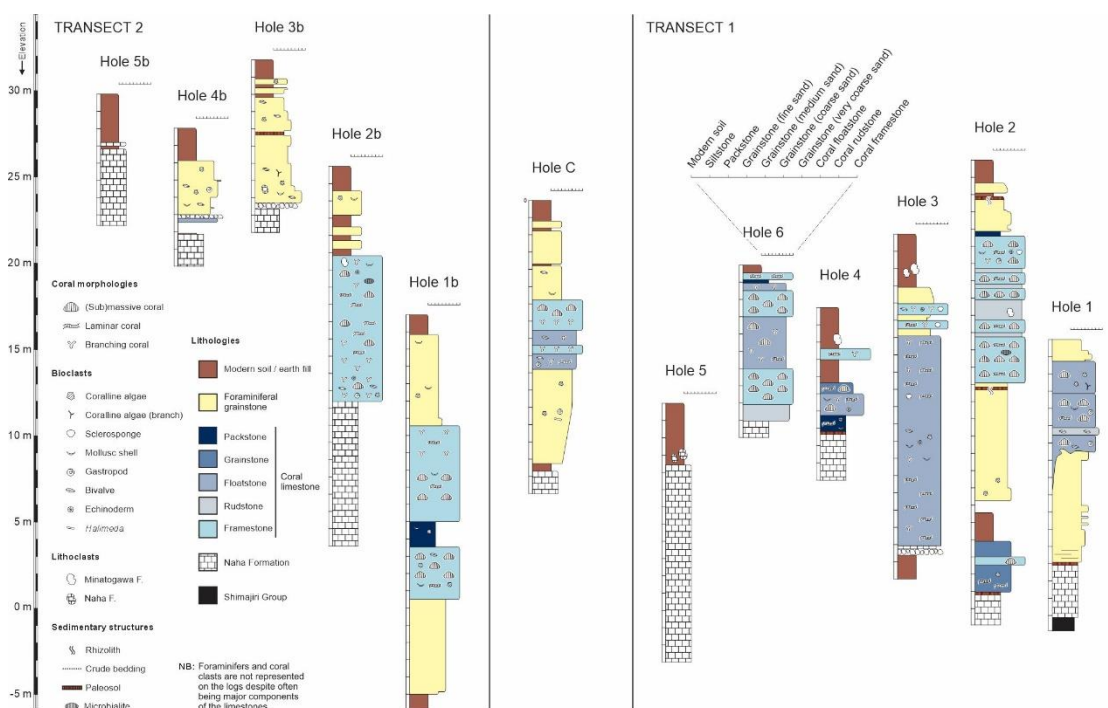 TRANSECT 2
TRANSECT 1
Elevation
30 m
25 m
20 m
15 m
10 m
5 m
0 m
-5 m
Hole 5b
Hole 4b
Hole 3b
Hole 2b
Hole 1b
Hole C
0
Modern soil
Siltstone
Packstone
Grainstone (fine sand)
Grainstone (medium sand)
Grainstone (coarse sand)
Grainstone (very coarse sand)
Coral floatstone
Coral rudstone
Coral framestone
Hole 6
Hole 5
Hole 4
Hole 3
Hole 2
Hole 1
Coral morphologies
(Sub)massive coral
Laminar coral
Branching coral
Bioclasts
Coralline algae
Coralline algae (branch)
Sclerosponge
Mollusc shell
Gastropod
Bivalve
Echinoderm
Halimeda
Lithoclasts
Minatogawa F.
Naha F.
Sedimentary structures
Rhizolith
Crude bedding
Paleosol
Microbialite
Lithologies
Modern soil / earth fill
Foraminiferal
grainstone
Packstone
Grainstone
Floatstone
Rudstone
Framestone
Coral
limestone
Naha Formation
Shimajiri Group
NB: Foraminifers and coral
clasts are not represented
on the logs despite often
being major components
of the limestones